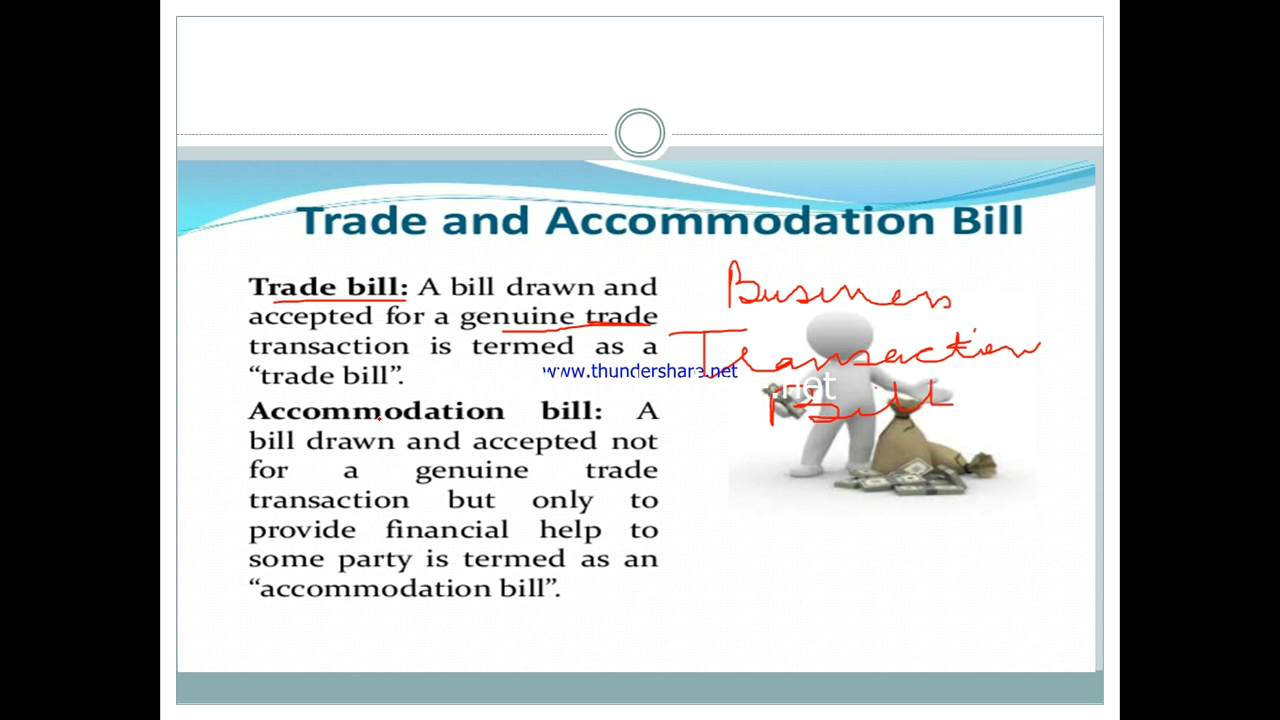 Trade and Accommodation Bill
Trade bill: A bill drawn and
accepted for a genuine trade
transaction is termed as a
“trade bill”.
Accommodation bill: A
bill drawn and accepted not
for a genuine trade
transaction but only to
provide financial help to
some party is termed as an
“accommodation bill”.
Business
Transaction
Bill
www.thundershare.net
.net